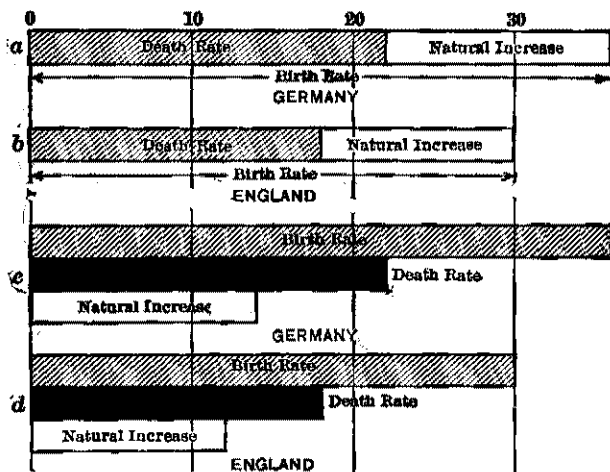 0 10 20 30
a Death Rate Natural Increase
Birth Rate
GERMANY
b Death Rate Natural Increase
Birth Rate
ENGLAND
Birth Rate
c Death Rate
Natural Increase
GERMANY
Birth Rate
d Death Rate
Natural Increase
ENGLAND